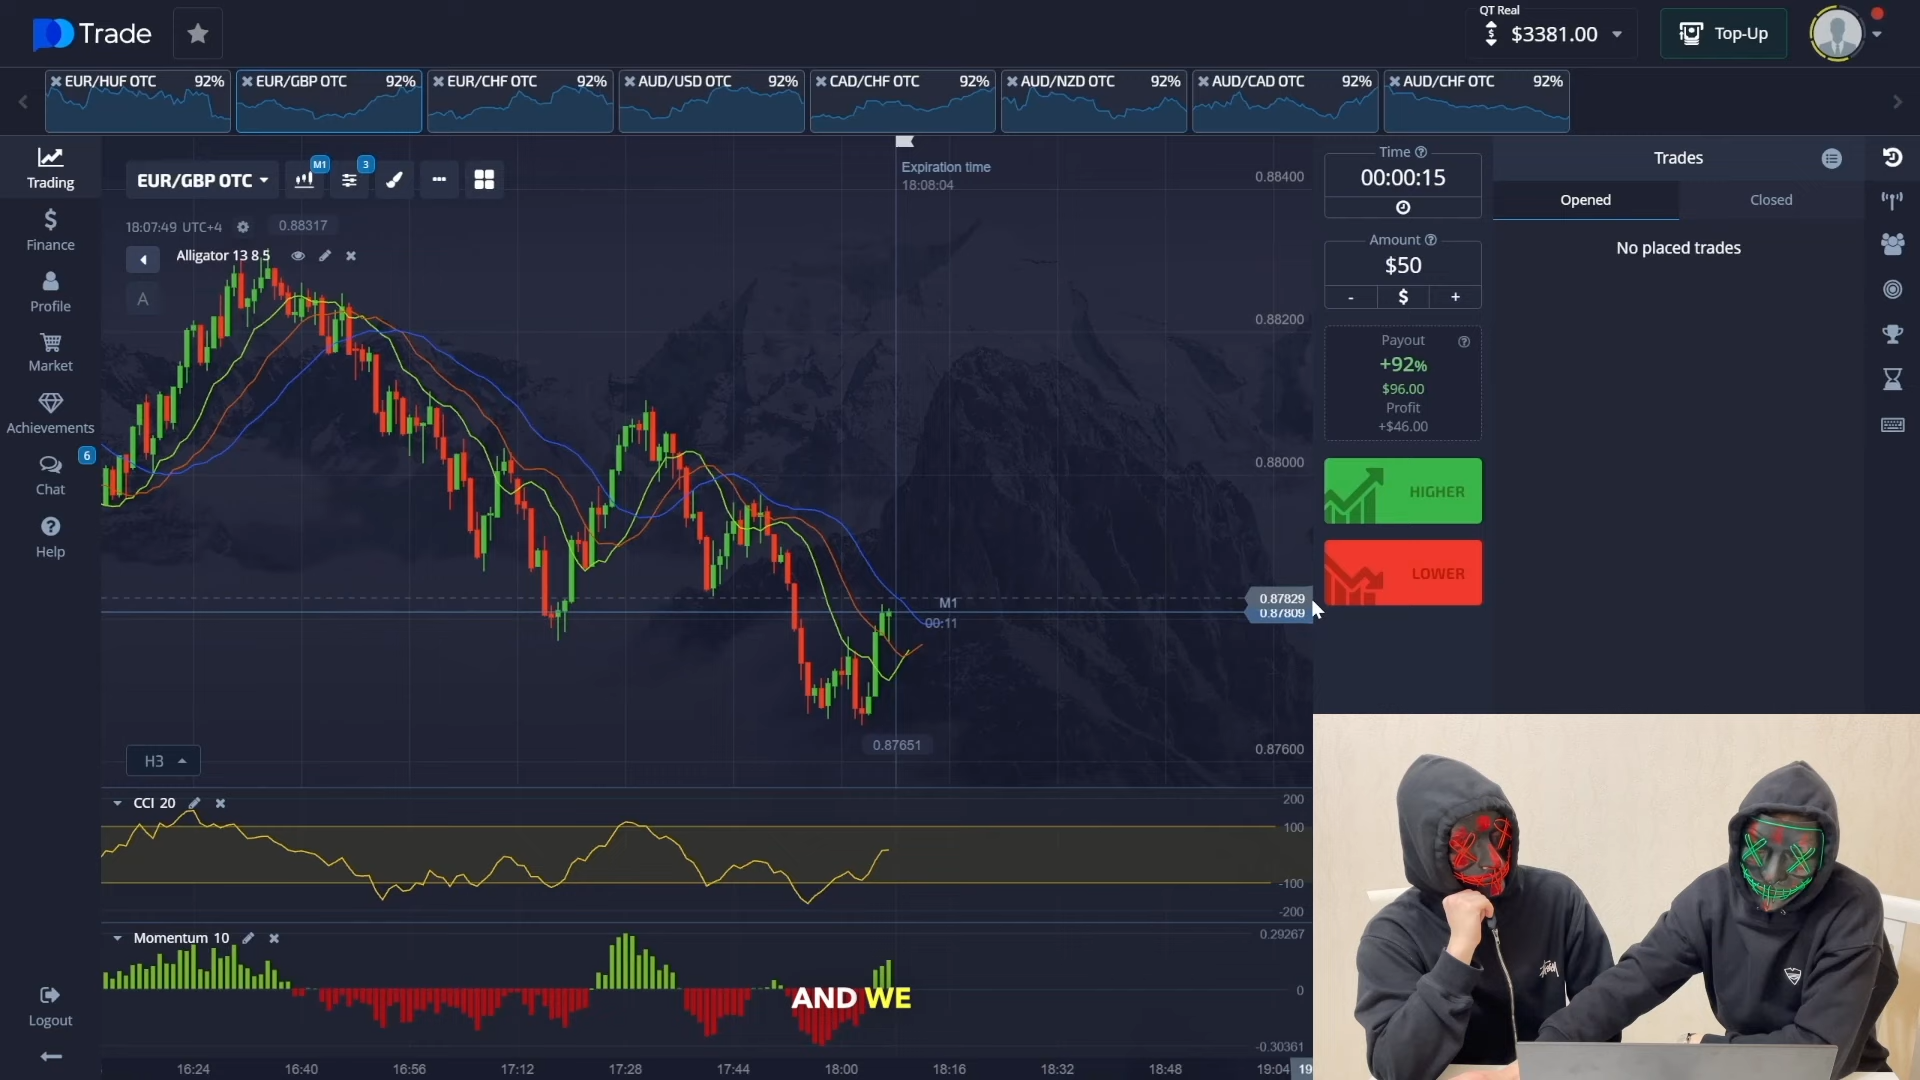 Trade
QT Real
$3381.00
Top-Up
EUR/HUF OTC 92%
EUR/GBP OTC 92%
EUR/CHF OTC 92%
AUD/USD OTC 92%
CAD/CHF OTC 92%
AUD/NZD OTC 92%
AUD/CAD OTC 92%
AUD/CHF OTC 92%
Trading
Finance
Profile
Market
Achievements
6
Chat
Help
Logout
EUR/GBP OTC
M1
3
18:07:49 UTC+4
0.88317
Alligator 13 8 5
A
Expiration time
18:08:04
0.88400
0.88200
0.88000
0.87829
0.87809
0.87600
M1
00:11
0.87651
H3
CCI 20
200
100
-100
-200
Momentum 10
0.29267
0
-0.30361
AND WE
16:24 16:40 16:56 17:12 17:28 17:44 18:00 18:16 18:32 18:48 19:04 19
Time
00:00:15
Amount
$50
- $ +
Payout
+92%
$96.00
Profit
+$46.00
HIGHER
LOWER
Trades
Opened Closed
No placed trades